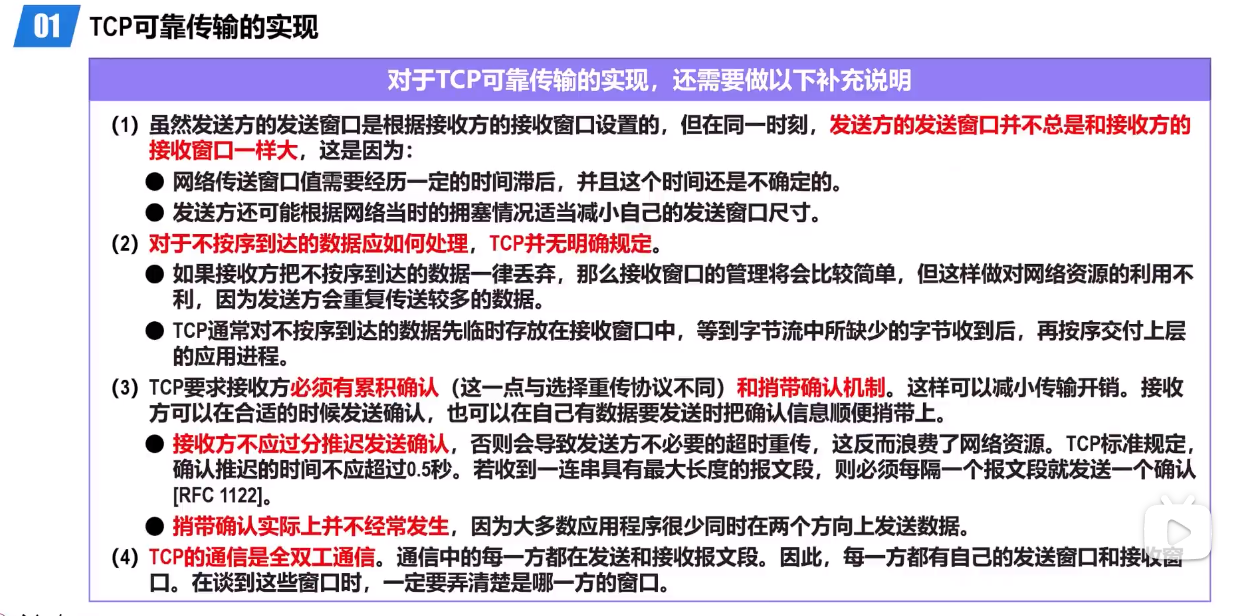 01 TCP可靠传输的实现
对于TCP可靠传输的实现，还需要做以下补充说明
(1) 虽然发送方的发送窗口是根据接收方的接收窗口设置的，但在同一时刻，发送方的发送窗口并不总是和接收方的
接收窗口一样大，这是因为：
● 网络传送窗口值需要经历一定的时间滞后，并且这个时间还是不确定的。
● 发送方还可能根据网络当时的拥塞情况适当减小自己的发送窗口尺寸。
(2) 对于不按序到达的数据应如何处理，TCP并无明确规定。
● 如果接收方把不按序到达的数据一律丢弃，那么接收窗口的管理将会比较简单，但这样做对网络资源的利用不
利，因为发送方会重复传送较多的数据。
● TCP通常对不按序到达的数据先临时存放在接收窗口中，等到字节流中所缺少的字节收到后，再按序交付上层
的应用进程。
(3) TCP要求接收方必须有累积确认（这一点与选择重传协议不同）和捎带确认机制。这样可以减小传输开销。接收
方可以在合适的时候发送确认，也可以在自己有数据要发送时把确认信息顺便捎带上。
● 接收方不应过分推迟发送确认，否则会导致发送方不必要的超时重传，这反而浪费了网络资源。TCP标准规定，
确认推迟的时间不应超过0.5秒。若收到一连串具有最大长度的报文段，则必须每隔一个报文段就发送一个确认
[RFC 1122]。
● 捎带确认实际上并不经常发生，因为大多数应用程序很少同时在两个方向上发送数据。
(4) TCP的通信是全双工通信。通信中的每一方都在发送和接收报文段。因此，每一方都有自己的发送窗口和接收窗
口。在谈到这些窗口时，一定要弄清楚是哪一方的窗口。